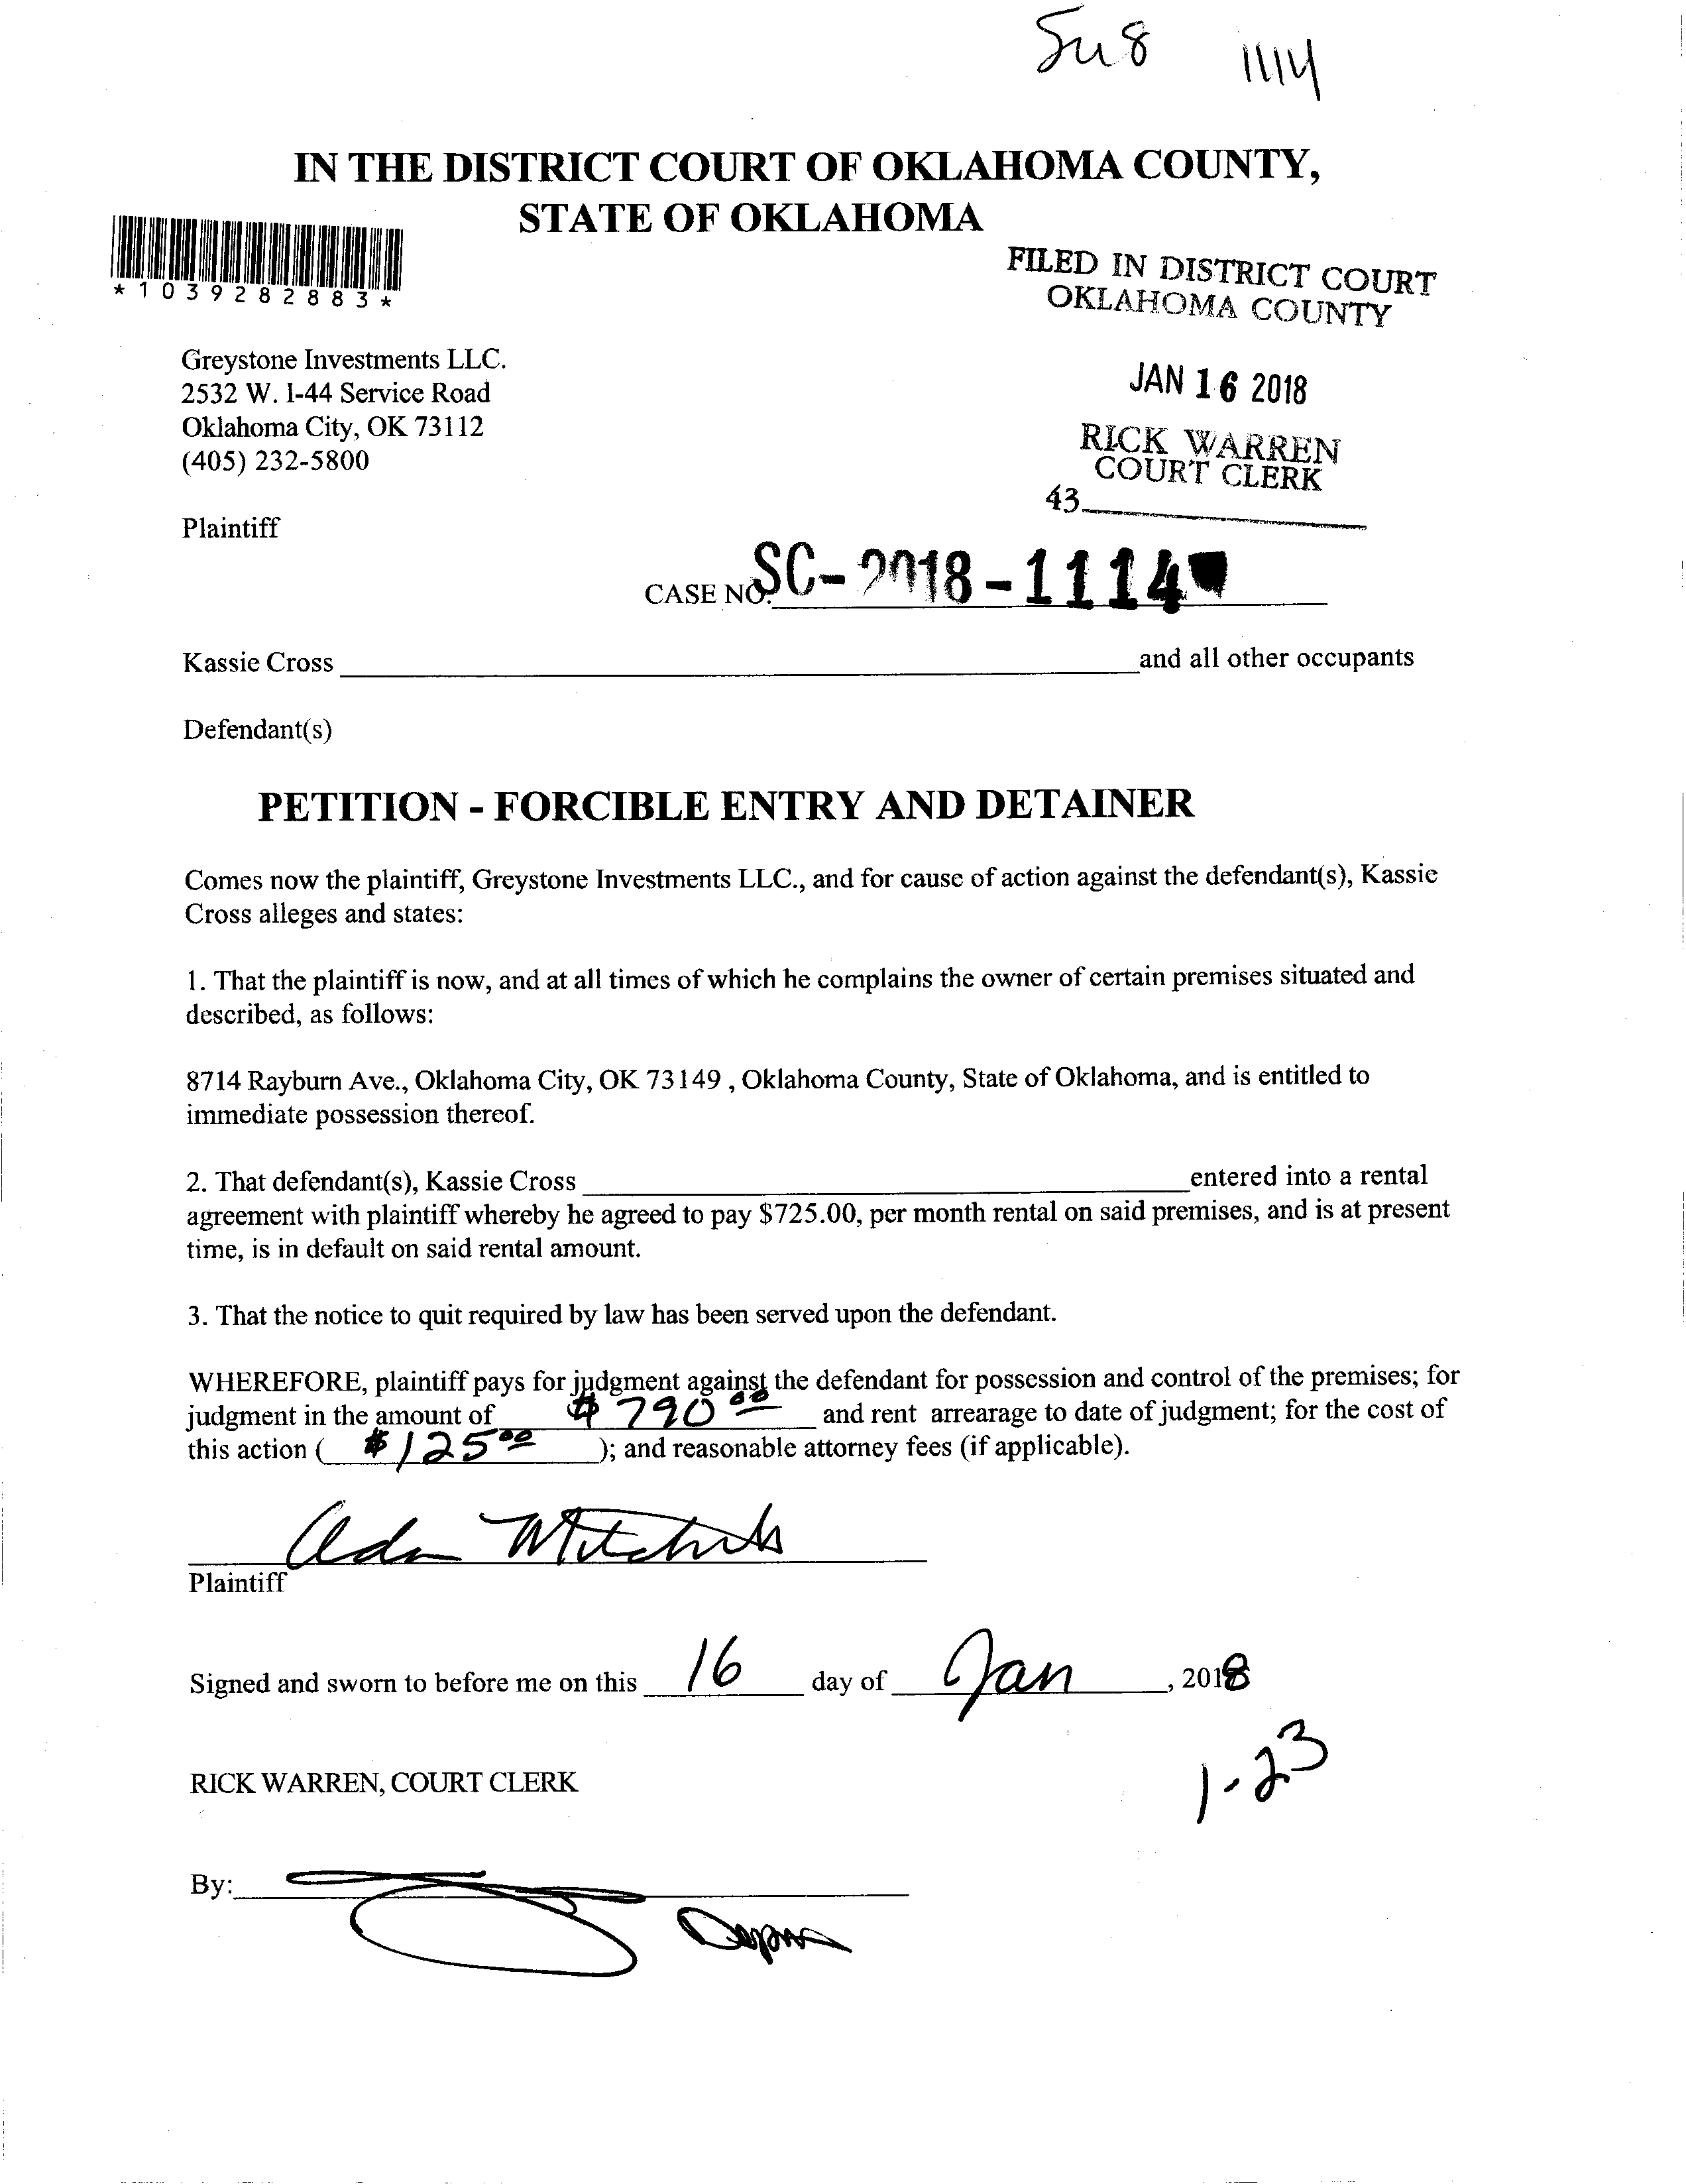 1114
IN THE DISTRICT COURT OF OKLAHOMA COUNTY,
STATE OF OKLAHOMA
*1039282883*
FILED IN DISTRICT COURT
OKLAHOMA COUNTY
Greystone Investments LLC.
2532 W. I-44 Service Road
Oklahoma City, OK 73112
(405) 232-5800
JAN 16 2018
RICK WARREN
COURT CLERK
43
Plaintiff
CASE NO. SC-2018-1114
Kassie Cross and all other occupants
Defendant(s)
PETITION - FORCIBLE ENTRY AND DETAINER
Comes now the plaintiff, Greystone Investments LLC., and for cause of action against the defendant(s), Kassie
Cross alleges and states:
1. That the plaintiff is now, and at all times of which he complains the owner of certain premises situated and
described, as follows:
8714 Rayburn Ave., Oklahoma City, OK 73149 , Oklahoma County, State of Oklahoma, and is entitled to
immediate possession thereof.
2. That defendant(s), Kassie Cross entered into a rental
agreement with plaintiff whereby he agreed to pay $725.00, per month rental on said premises, and is at present
time, is in default on said rental amount.
3. That the notice to quit required by law has been served upon the defendant.
WHEREFORE, plaintiff pays for judgment against the defendant for possession and control of the premises; for
judgment in the amount of $790 00 and rent arrearage to date of judgment; for the cost of
this action ( $125 00 ); and reasonable attorney fees (if applicable).
Plaintiff
Signed and sworn to before me on this 16 day of Jan , 2018
1-23
RICK WARREN, COURT CLERK
By: